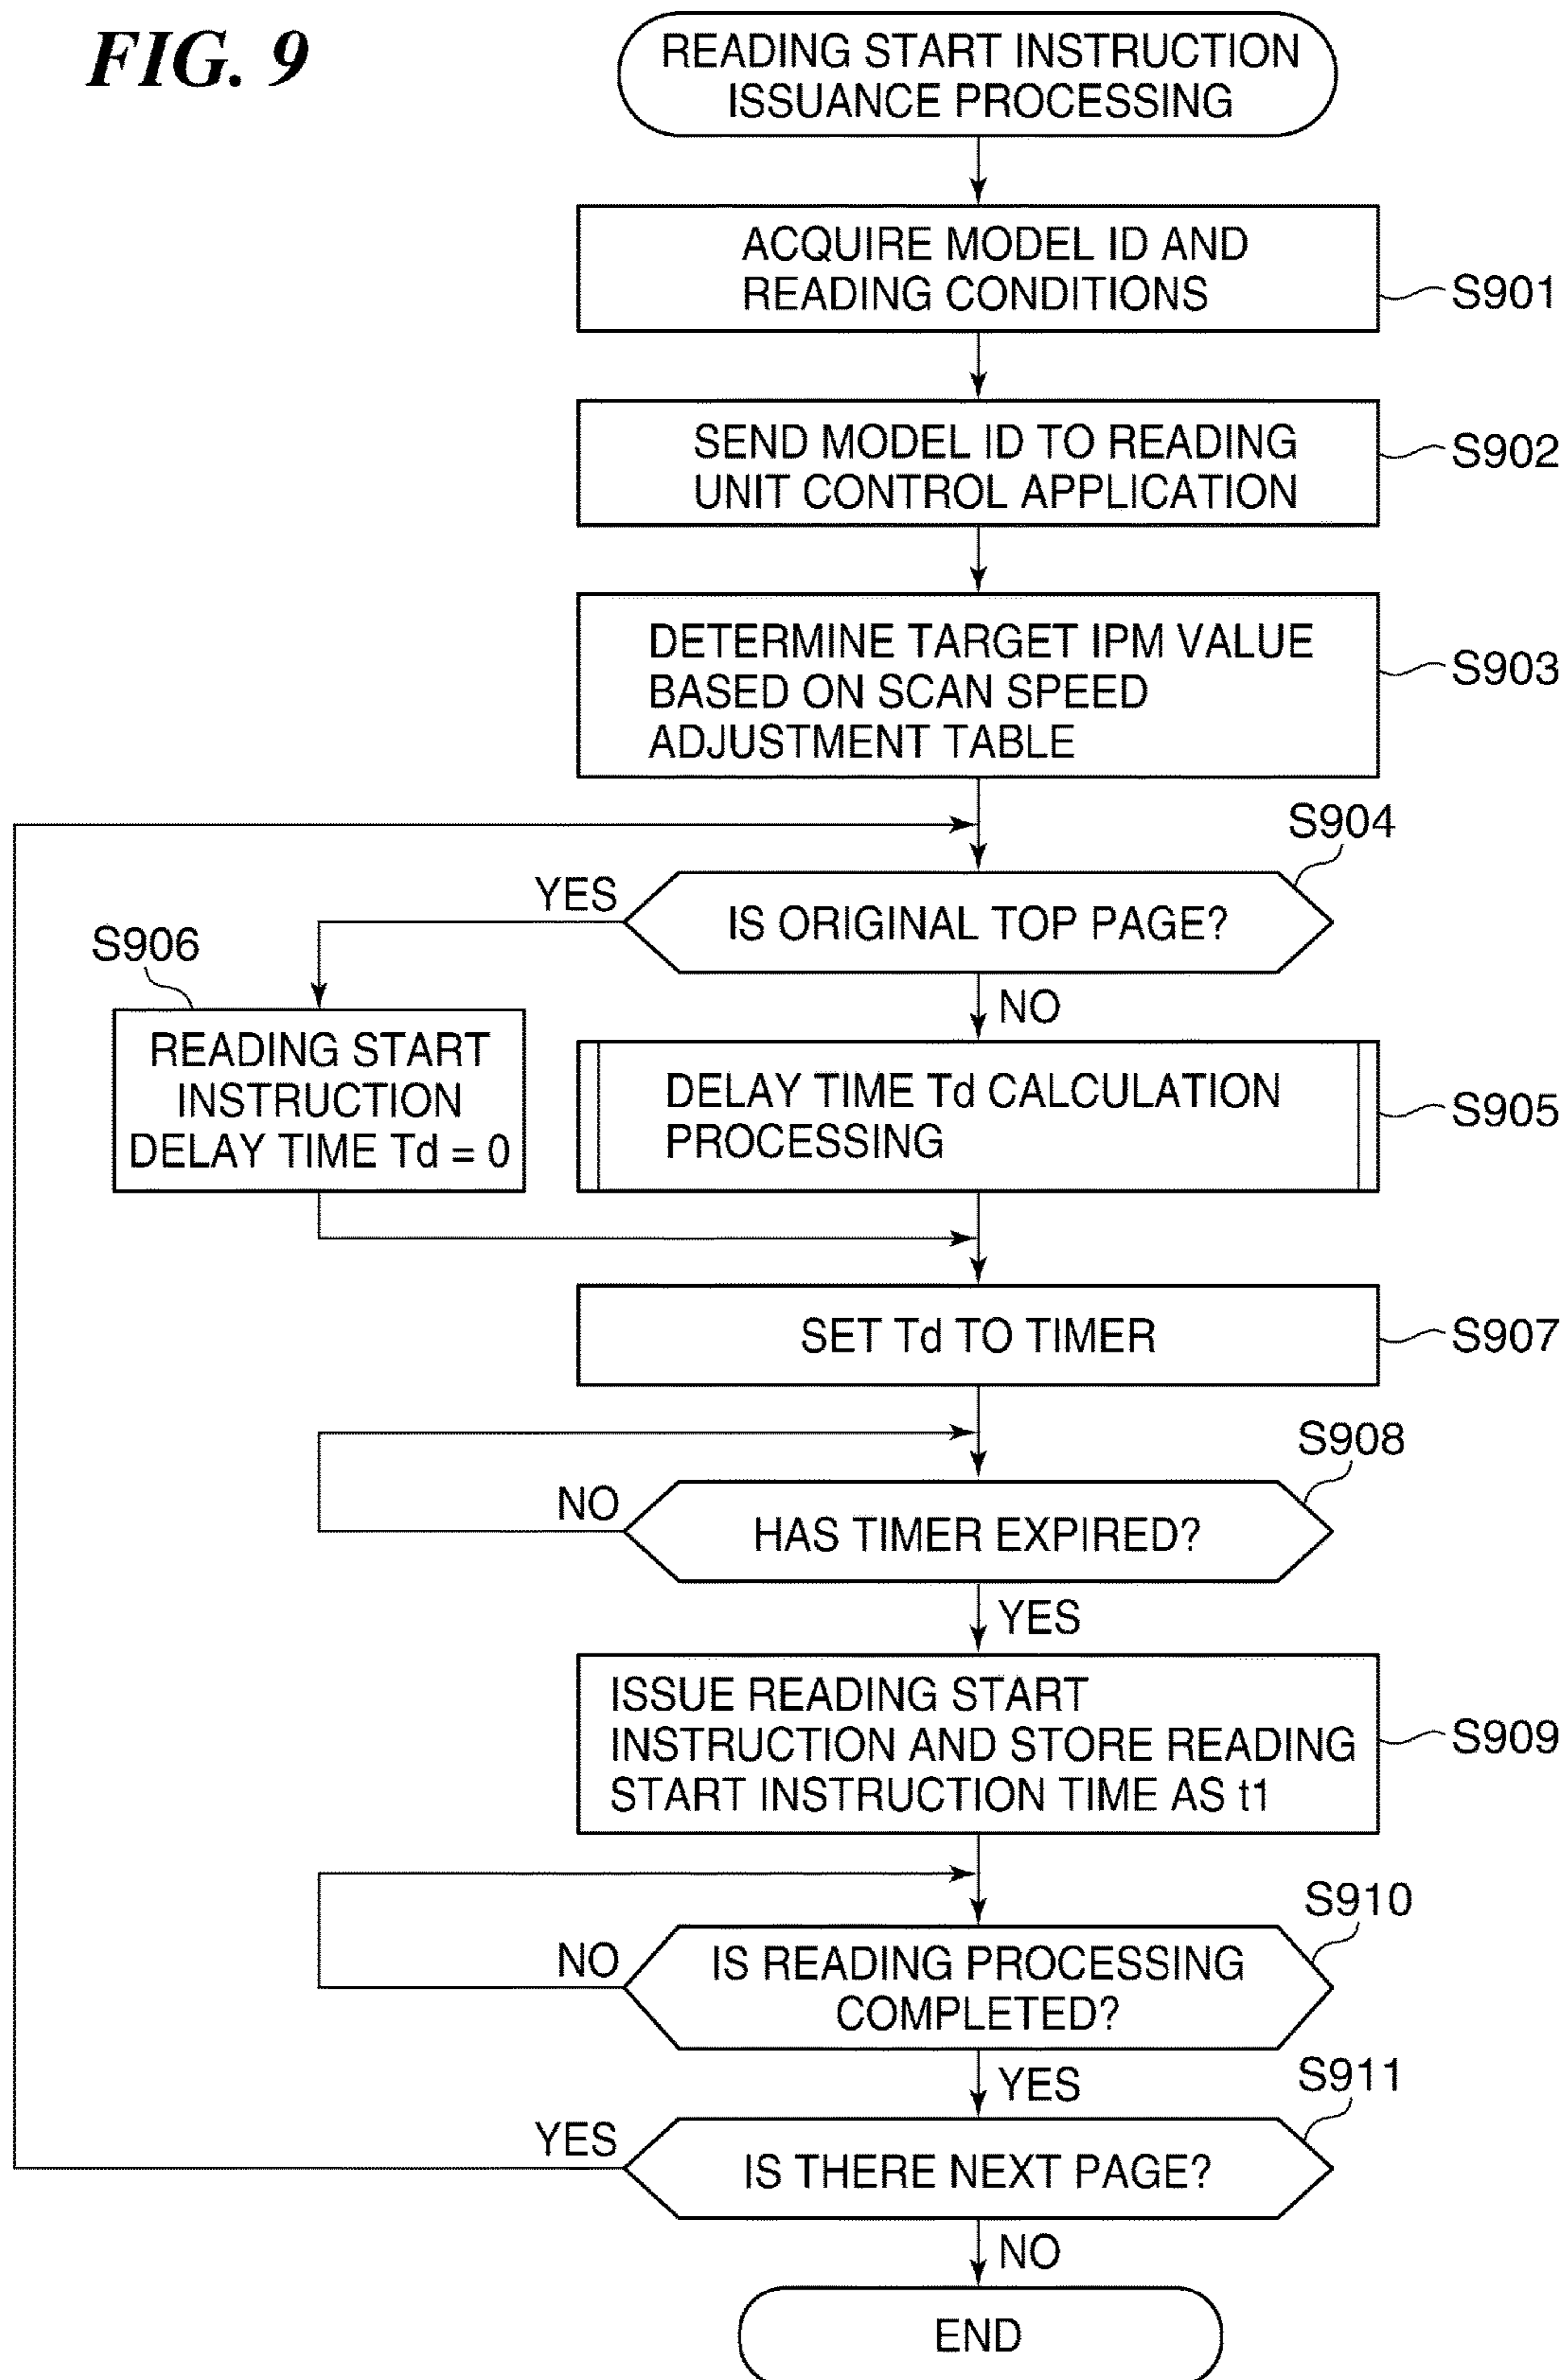 FIG. 9
READING START INSTRUCTION
ISSUANCE PROCESSING
ACQUIRE MODEL ID AND
READING CONDITIONS
S901
SEND MODEL ID TO READING
UNIT CONTROL APPLICATION
S902
DETERMINE TARGET IPM VALUE
BASED ON SCAN SPEED
ADJUSTMENT TABLE
S903
S904
YES
IS ORIGINAL TOP PAGE?
NO
S906
READING START
INSTRUCTION
DELAY TIME Td = 0
DELAY TIME Td CALCULATION
PROCESSING
S905
SET Td TO TIMER
S907
S908
NO
HAS TIMER EXPIRED?
YES
ISSUE READING START
INSTRUCTION AND STORE READING
START INSTRUCTION TIME AS t1
S909
S910
NO
IS READING PROCESSING
COMPLETED?
YES
S911
YES
IS THERE NEXT PAGE?
NO
END